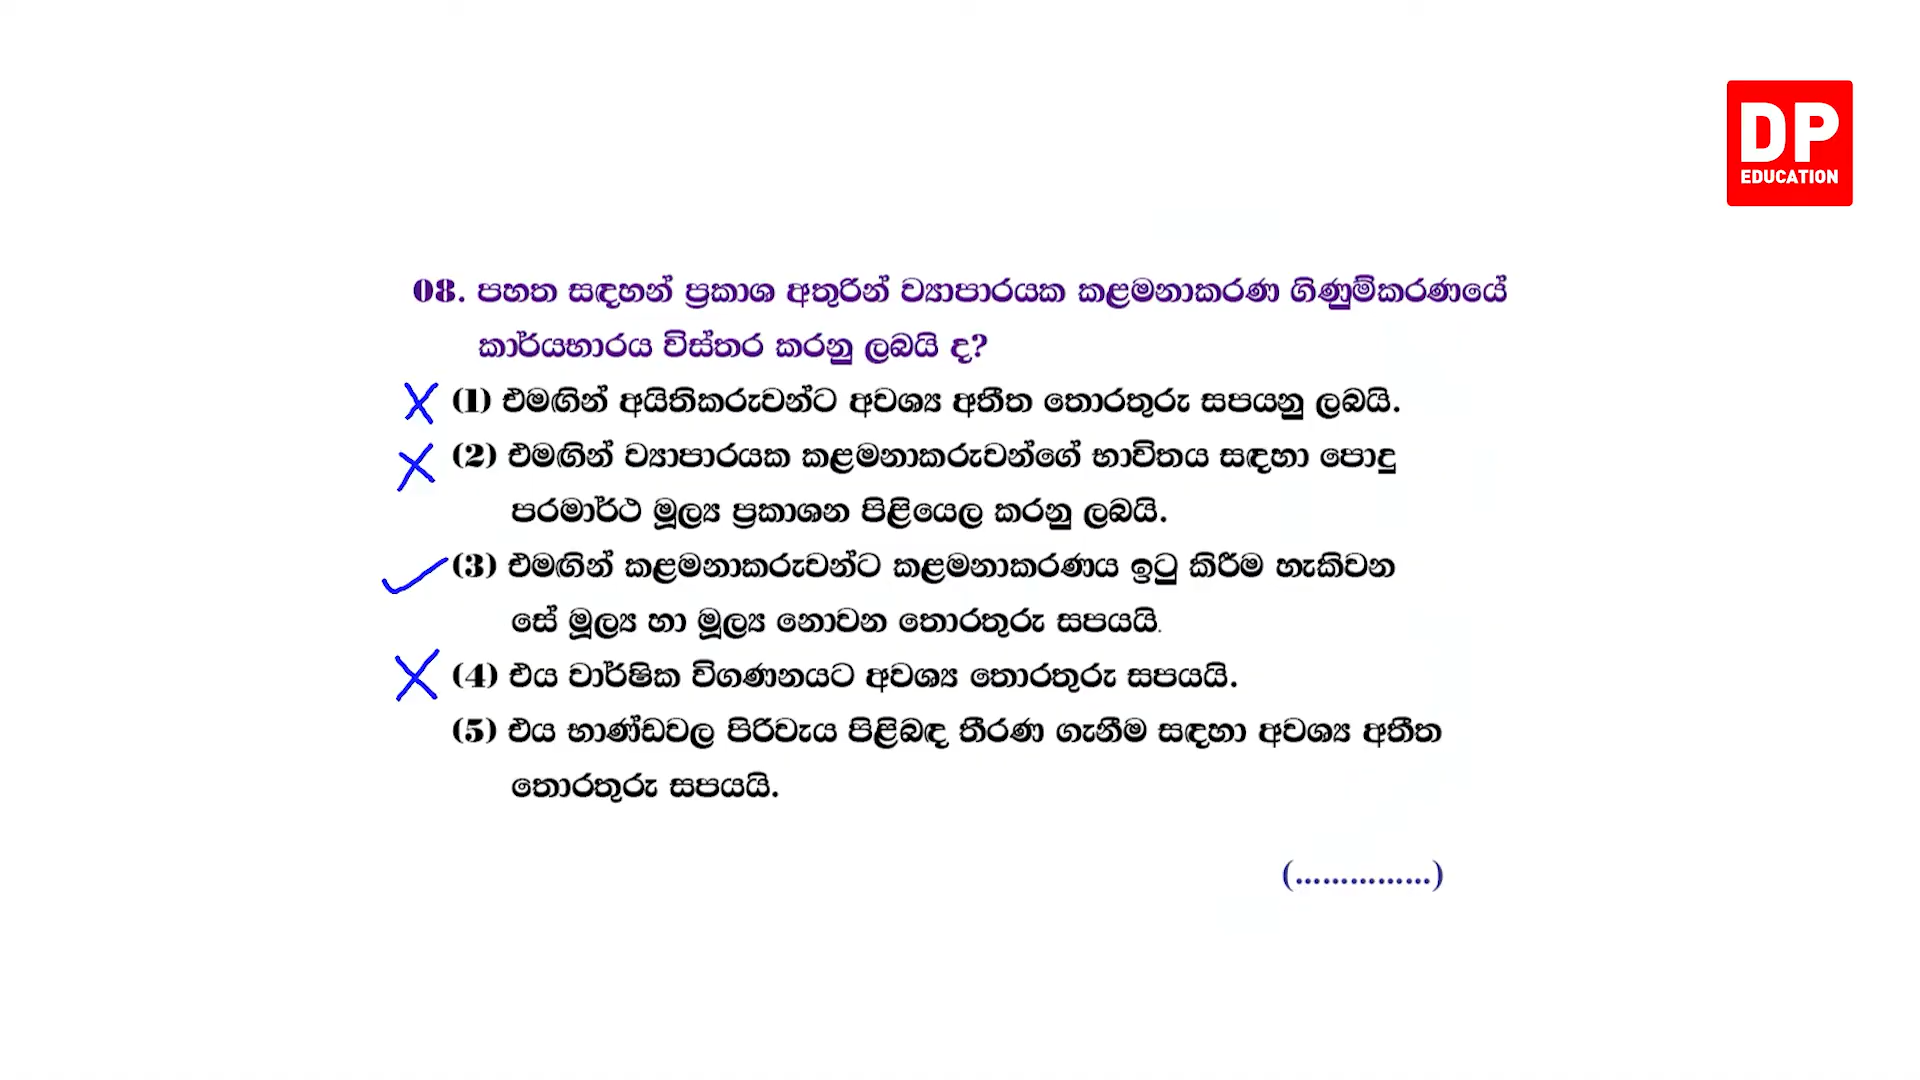 DP
EDUCATION
08. පහත සඳහන් ප්‍රකාශ අතුරින් ව්‍යාපාරයක කළමනාකරණ ගිණුම්කරණයේ
කාර්යභාරය විස්තර කරනු ලබයි ද?
(1) එමඟින් අයිතිකරුවන්ට අවශ්‍ය අතීත තොරතුරු සපයනු ලබයි.
(2) එමඟින් ව්‍යාපාරයක කළමනාකරුවන්ගේ භාවිතය සඳහා පොදු
පරමාර්ථ මූල්‍ය ප්‍රකාශන පිළියෙල කරනු ලබයි.
(3) එමඟින් කළමනාකරුවන්ට කළමනාකරණය ඉටු කිරීම හැකිවන
සේ මූල්‍ය හා මූල්‍ය නොවන තොරතුරු සපයයි.
(4) එය වාර්ෂික විගණනයට අවශ්‍ය තොරතුරු සපයයි.
(5) එය භාණ්ඩවල පිරිවැය පිළිබඳ තීරණ ගැනීම සඳහා අවශ්‍ය අතීත
තොරතුරු සපයයි.
(...............)